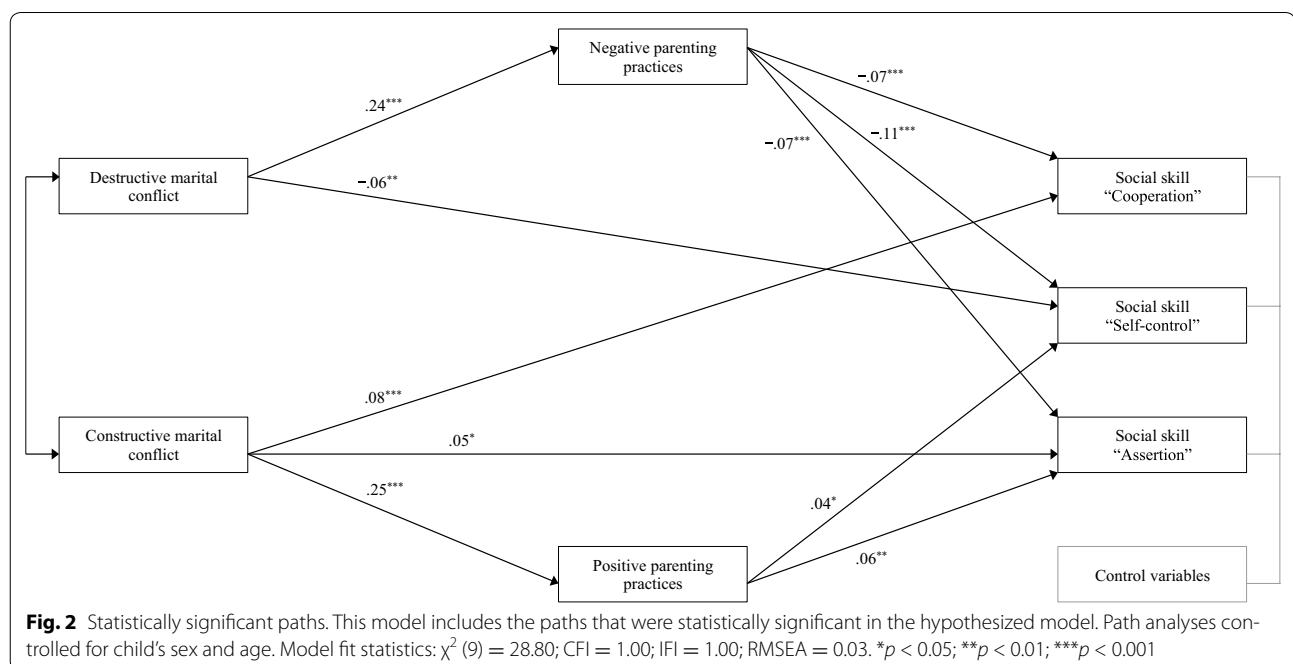 Negative parenting
practices
.24***
-.07***
-.11***
-.07***
Destructive marital
conflict
-.06**
Social skill
“Cooperation”
Social skill
“Self-control”
.08***
Constructive marital
conflict
.05*
Social skill
“Assertion”
.25***
.04*
.06**
Positive parenting
practices
Control variables
Fig. 2 Statistically significant paths. This model includes the paths that were statistically significant in the hypothesized model. Path analyses con-
trolled for child’s sex and age. Model fit statistics: χ² (9) = 28.80; CFI = 1.00; IFI = 1.00; RMSEA = 0.03. *p < 0.05; **p < 0.01; ***p < 0.001